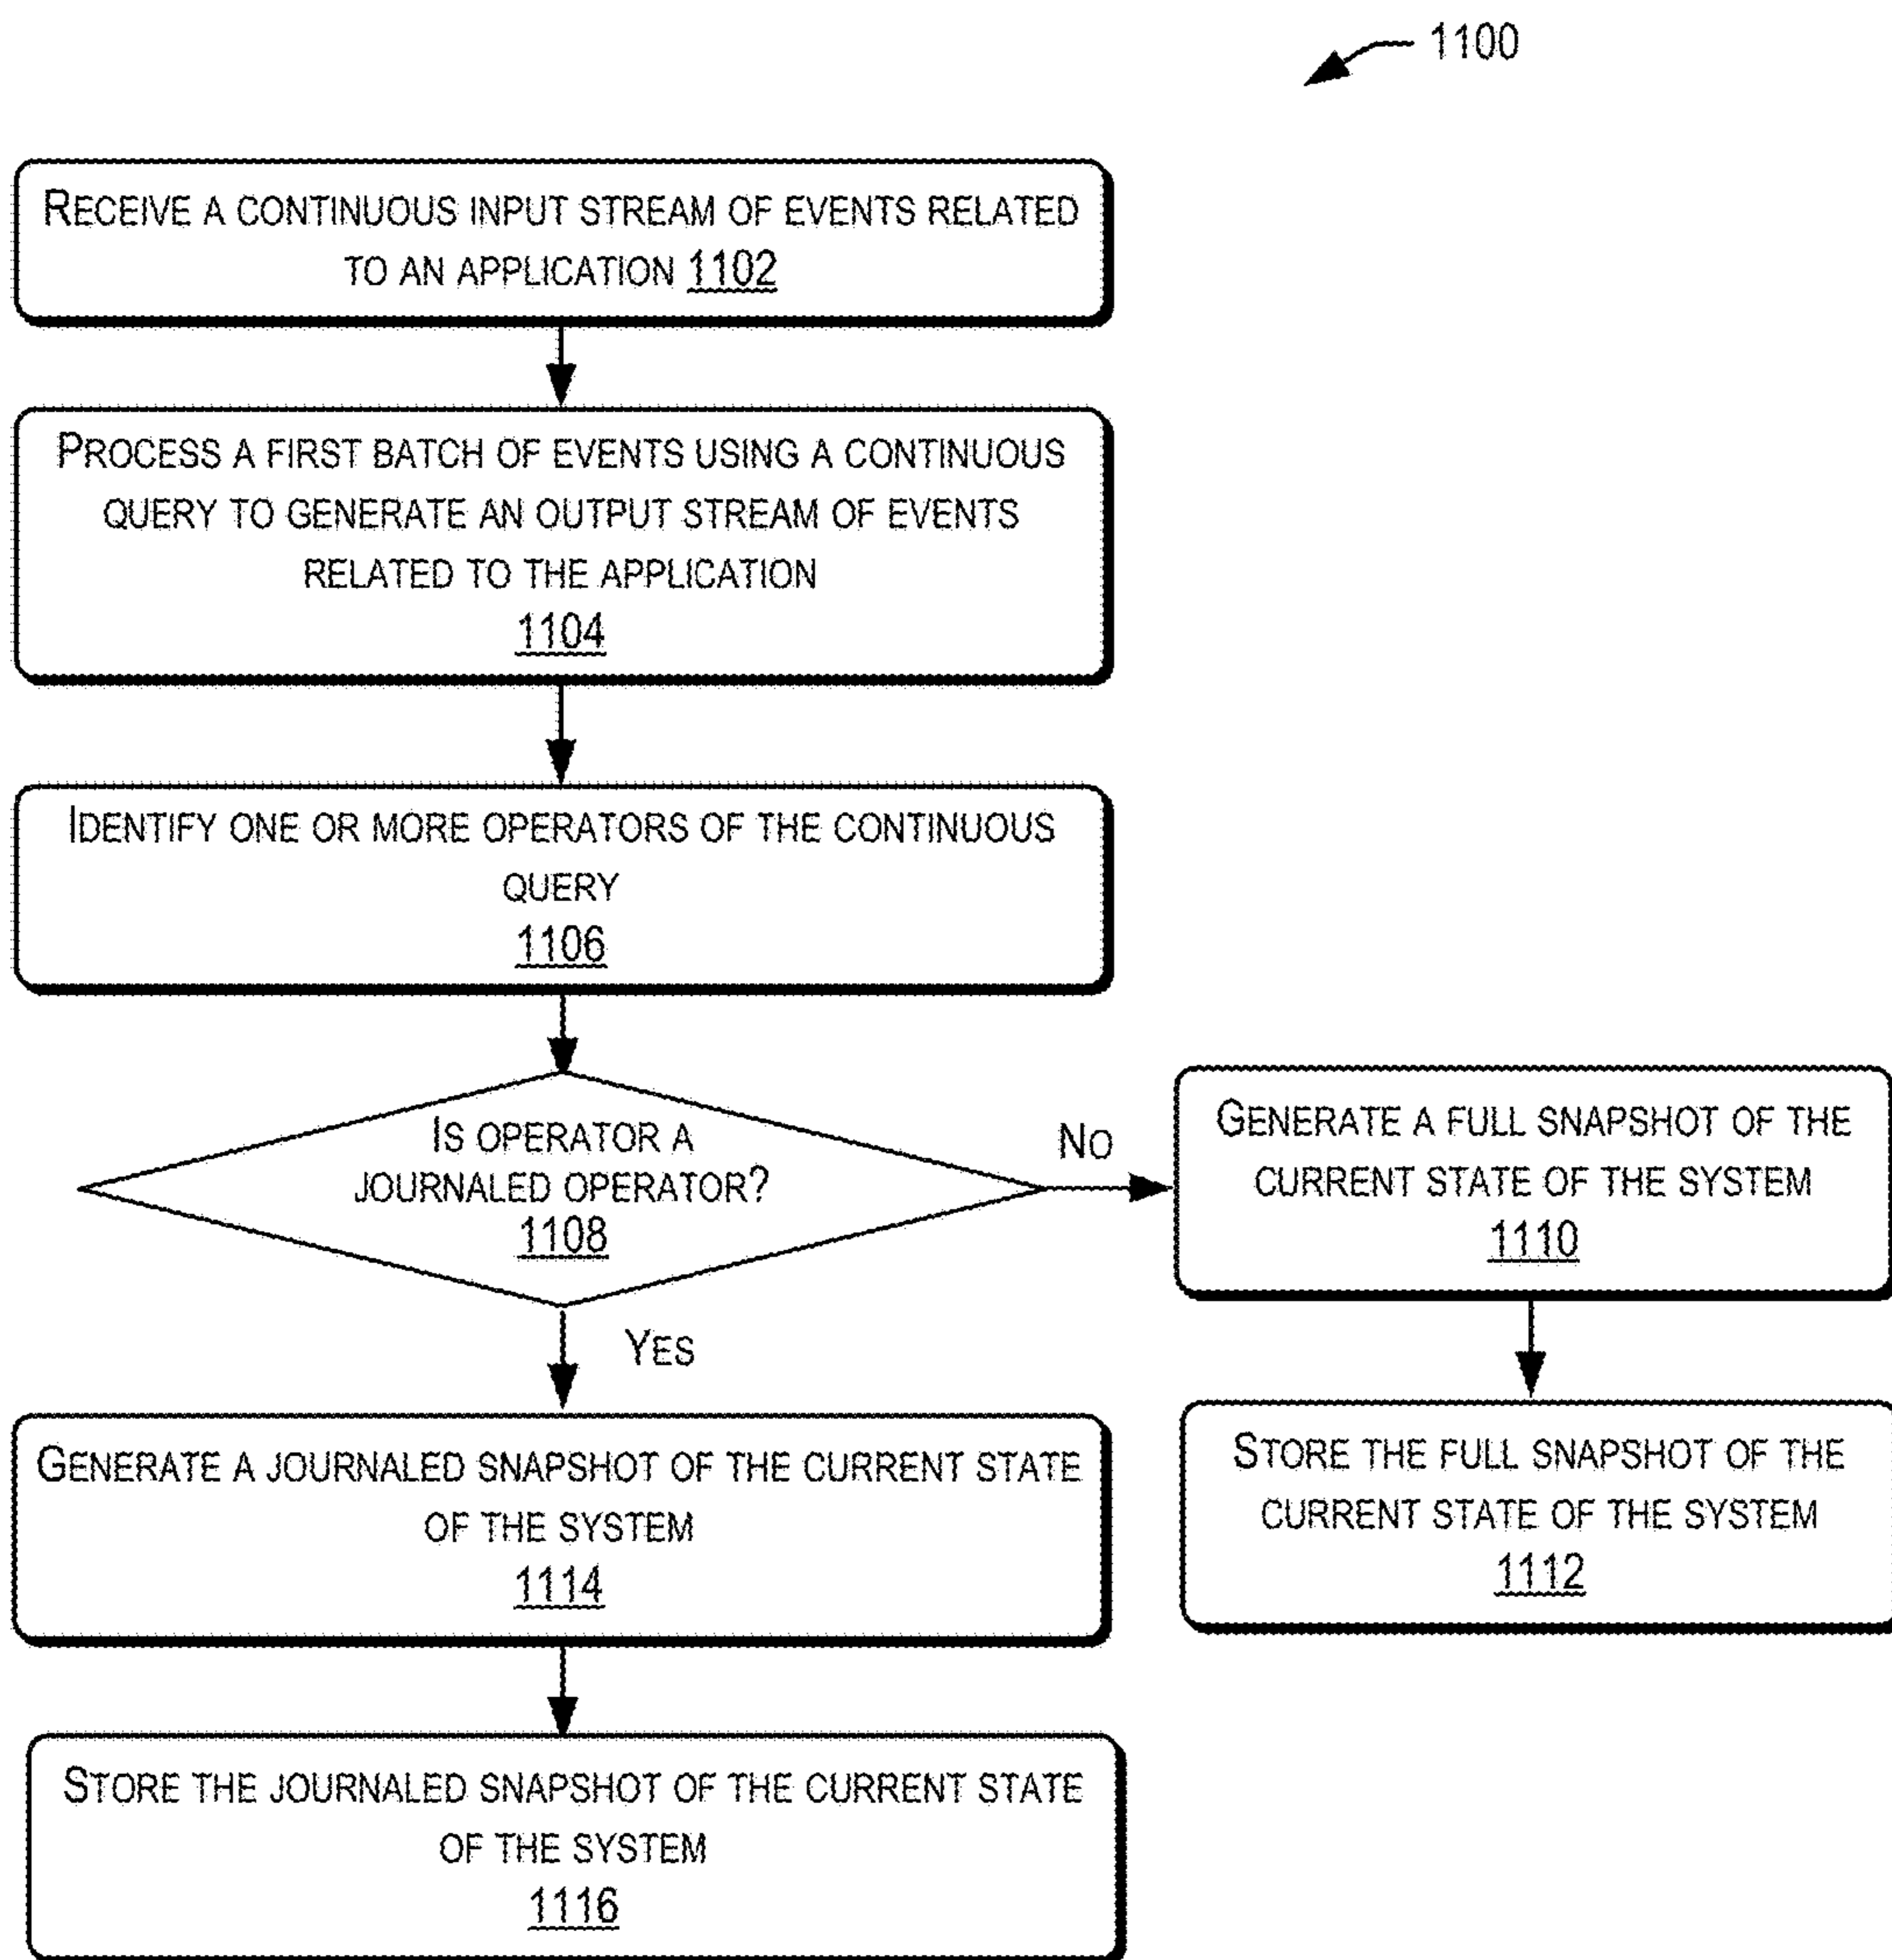 1100
RECEIVE A CONTINUOUS INPUT STREAM OF EVENTS RELATED
TO AN APPLICATION 1102
PROCESS A FIRST BATCH OF EVENTS USING A CONTINUOUS
QUERY TO GENERATE AN OUTPUT STREAM OF EVENTS
RELATED TO THE APPLICATION
1104
IDENTIFY ONE OR MORE OPERATORS OF THE CONTINUOUS
QUERY
1106
IS OPERATOR A
JOURNALED OPERATOR?
1108
NO
GENERATE A FULL SNAPSHOT OF THE
CURRENT STATE OF THE SYSTEM
1110
STORE THE FULL SNAPSHOT OF THE
CURRENT STATE OF THE SYSTEM
1112
YES
GENERATE A JOURNALED SNAPSHOT OF THE CURRENT STATE
OF THE SYSTEM
1114
STORE THE JOURNALED SNAPSHOT OF THE CURRENT STATE
OF THE SYSTEM
1116